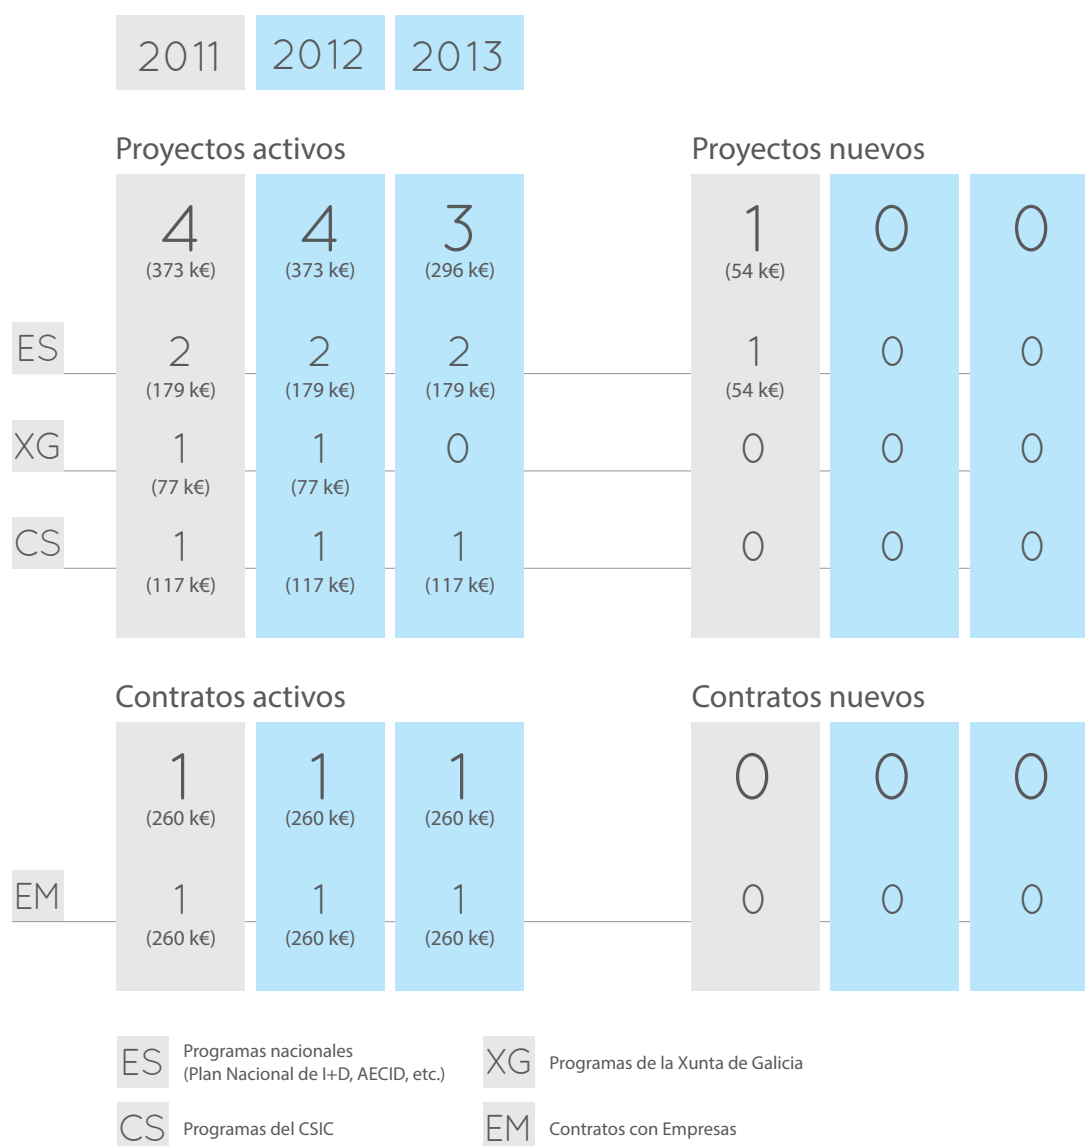 2011 2012 2013
Proyectos activos Proyectos nuevos
4 4 3 1 0 0
(373 k€) (373 k€) (296 k€) (54 k€)
ES 2 2 2 1 0 0
(179 k€) (179 k€) (179 k€) (54 k€)
XG 1 1 0 0 0 0
(77 k€) (77 k€)
CS 1 1 1 0 0 0
(117 k€) (117 k€) (117 k€)
Contratos activos Contratos nuevos
1 1 1 0 0 0
(260 k€) (260 k€) (260 k€)
EM 1 1 1 0 0 0
(260 k€) (260 k€) (260 k€)
ES Programas nacionales
(Plan Nacional de I+D, AECID, etc.)
XG Programas de la Xunta de Galicia
CS Programas del CSIC
EM Contratos con Empresas